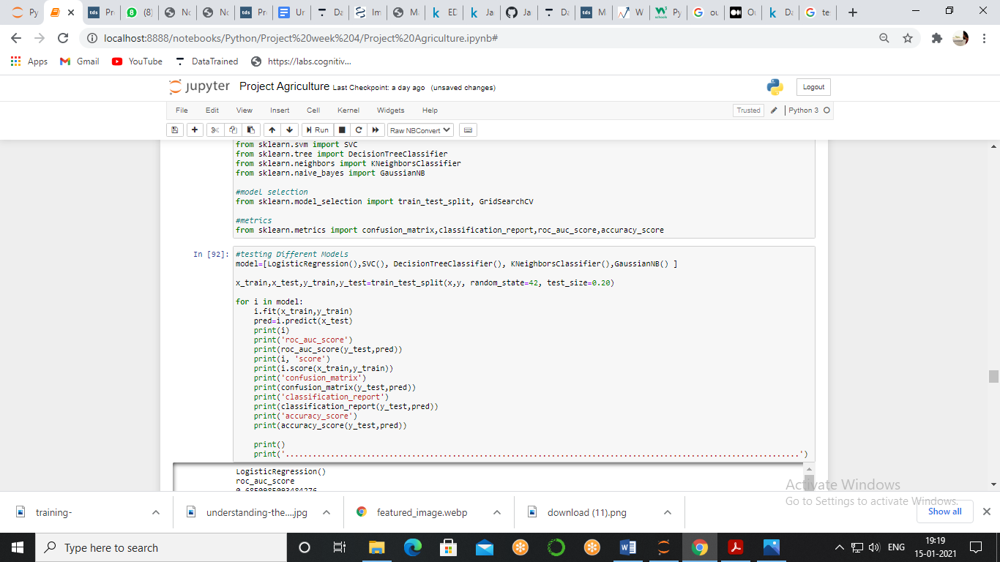 Py
Pr
(8)
No
No
Pr
Ur
Da
Im
M
ED
Ja
Ja
Da
M
W
Py
ou
Ou
Da
te
localhost:8888/notebooks/Python/Project%20week%204/Project%20Agriculture.ipynb#
Apps Gmail YouTube DataTrained https://labs.cognitiv...
jupyter Project Agriculture Last Checkpoint: a day ago (unsaved changes) Logout
File Edit View Insert Cell Kernel Widgets Help Trusted Python 3
Run Raw NBConvert
from sklearn.svm import SVC
from sklearn.tree import DecisionTreeClassifier
from sklearn.neighbors import KNeighborsClassifier
from sklearn.naive_bayes import GaussianNB
#model selection
from sklearn.model_selection import train_test_split, GridSearchCV
#metrics
from sklearn.metrics import confusion_matrix,classification_report,roc_auc_score,accuracy_score
In [92]: #testing Different Models
model=[LogisticRegression(),SVC(), DecisionTreeClassifier(), KNeighborsClassifier(),GaussianNB() ]
x_train,x_test,y_train,y_test=train_test_split(x,y, random_state=42, test_size=0.20)
for i in model:
    i.fit(x_train,y_train)
    pred=i.predict(x_test)
    print(i)
    print('roc_auc_score')
    print(roc_auc_score(y_test,pred))
    print(i, 'score')
    print(i.score(x_train,y_train))
    print('confusion_matrix')
    print(confusion_matrix(y_test,pred))
    print('classification_report')
    print(classification_report(y_test,pred))
    print('accuracy_score')
    print(accuracy_score(y_test,pred))
    print()
    print('..................................................................................................................')
LogisticRegression()
roc_auc_score
Activate Windows
Go to Settings to activate Windows.
training- understanding-the....jpg featured_image.webp download (11).png Show all
Type here to search ENG 19:19
15-01-2021